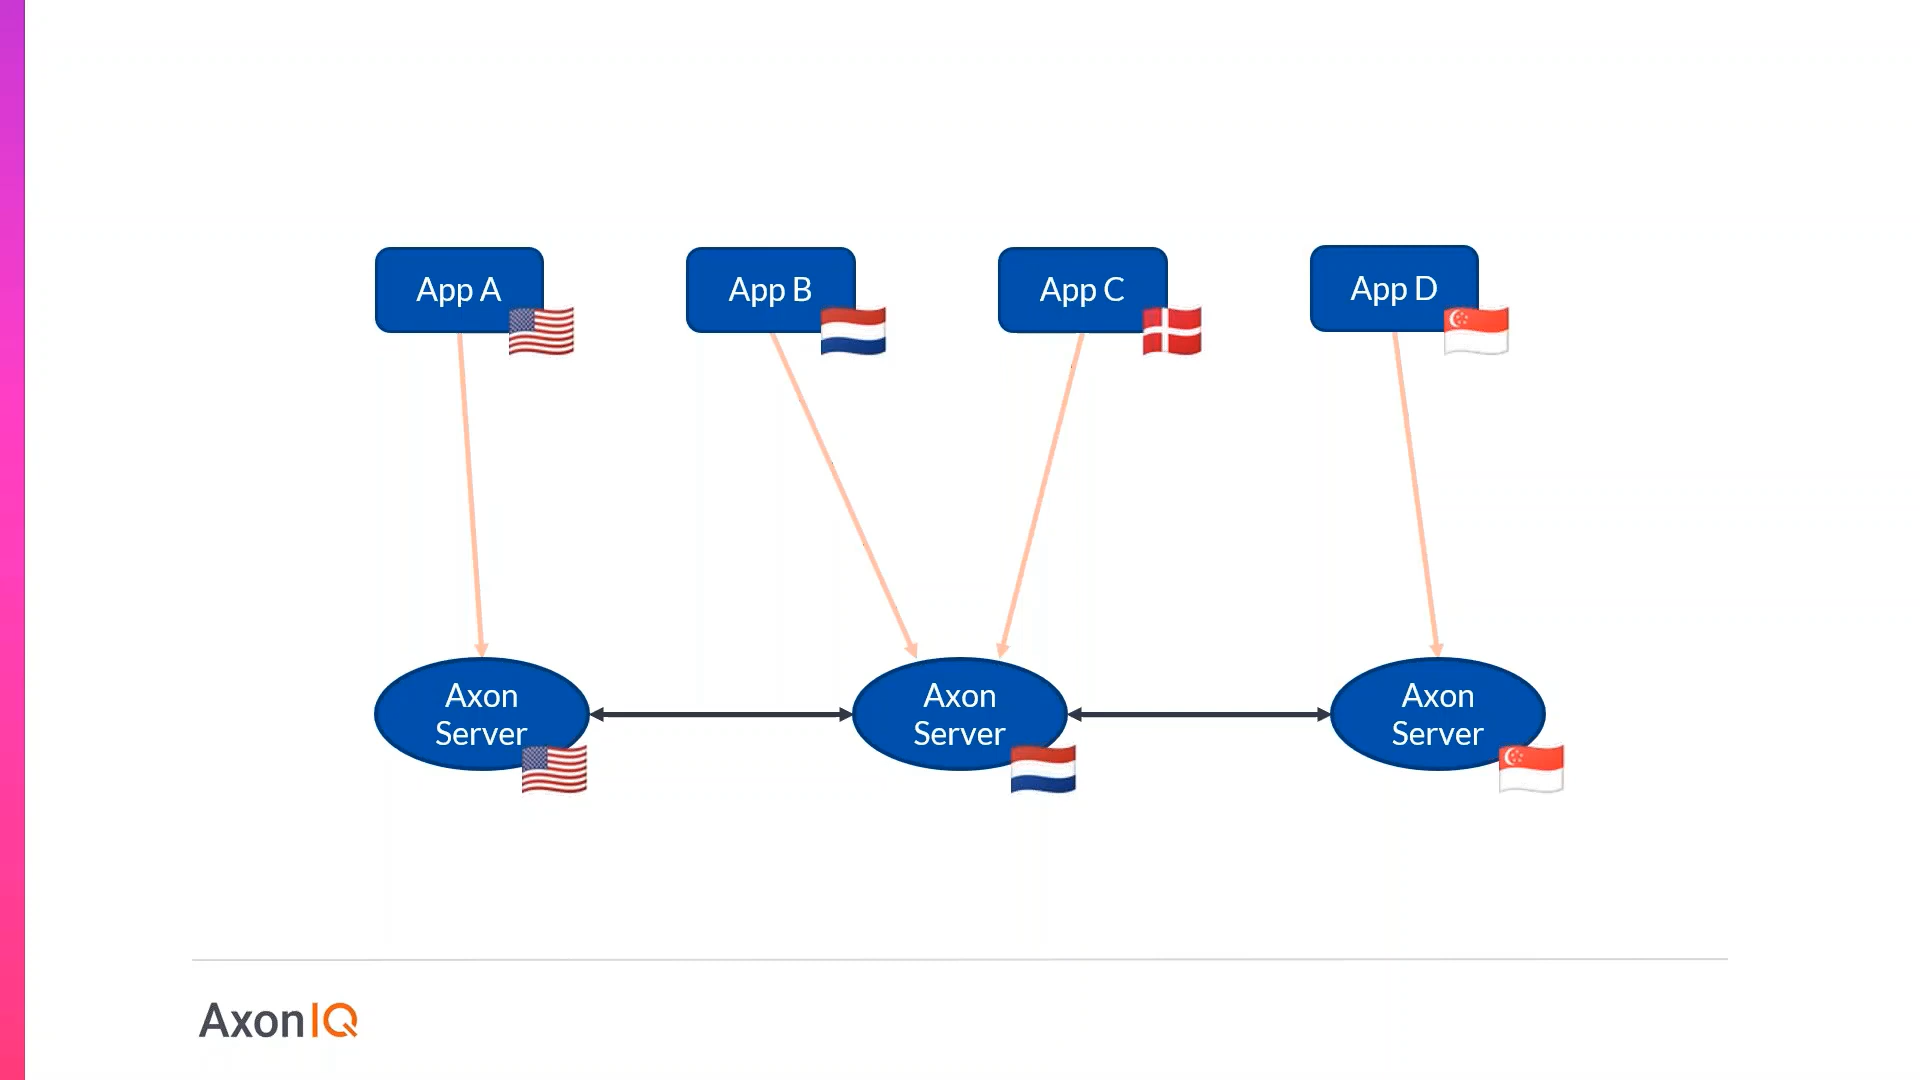 App A
App B
App C
App D
Axon
Server
Axon
Server
Axon
Server
AxonIQ